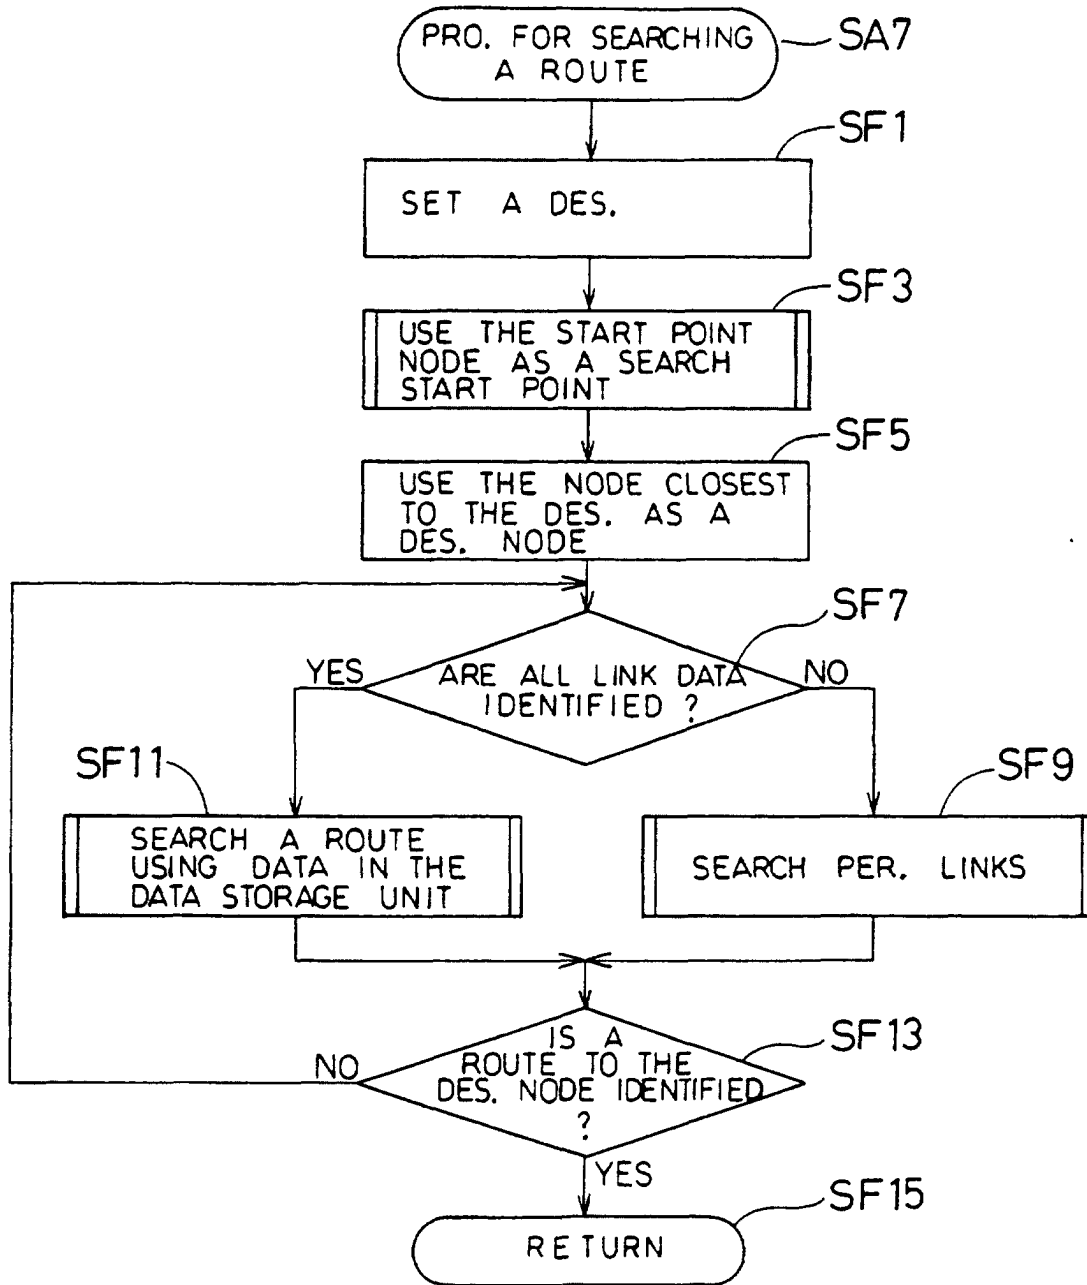 PRO. FOR SEARCHING
A ROUTE
SA7
SF1
SET A DES.
SF3
USE THE START POINT
NODE AS A SEARCH
START POINT
SF5
USE THE NODE CLOSEST
TO THE DES. AS A
DES. NODE
SF7
YES
ARE ALL LINK DATA
IDENTIFIED ?
NO
SF11
SF9
SEARCH A ROUTE
USING DATA IN THE
DATA STORAGE UNIT
SEARCH PER. LINKS
SF13
NO
IS A
ROUTE TO THE
DES. NODE IDENTIFIED
?
YES
SF15
RETURN